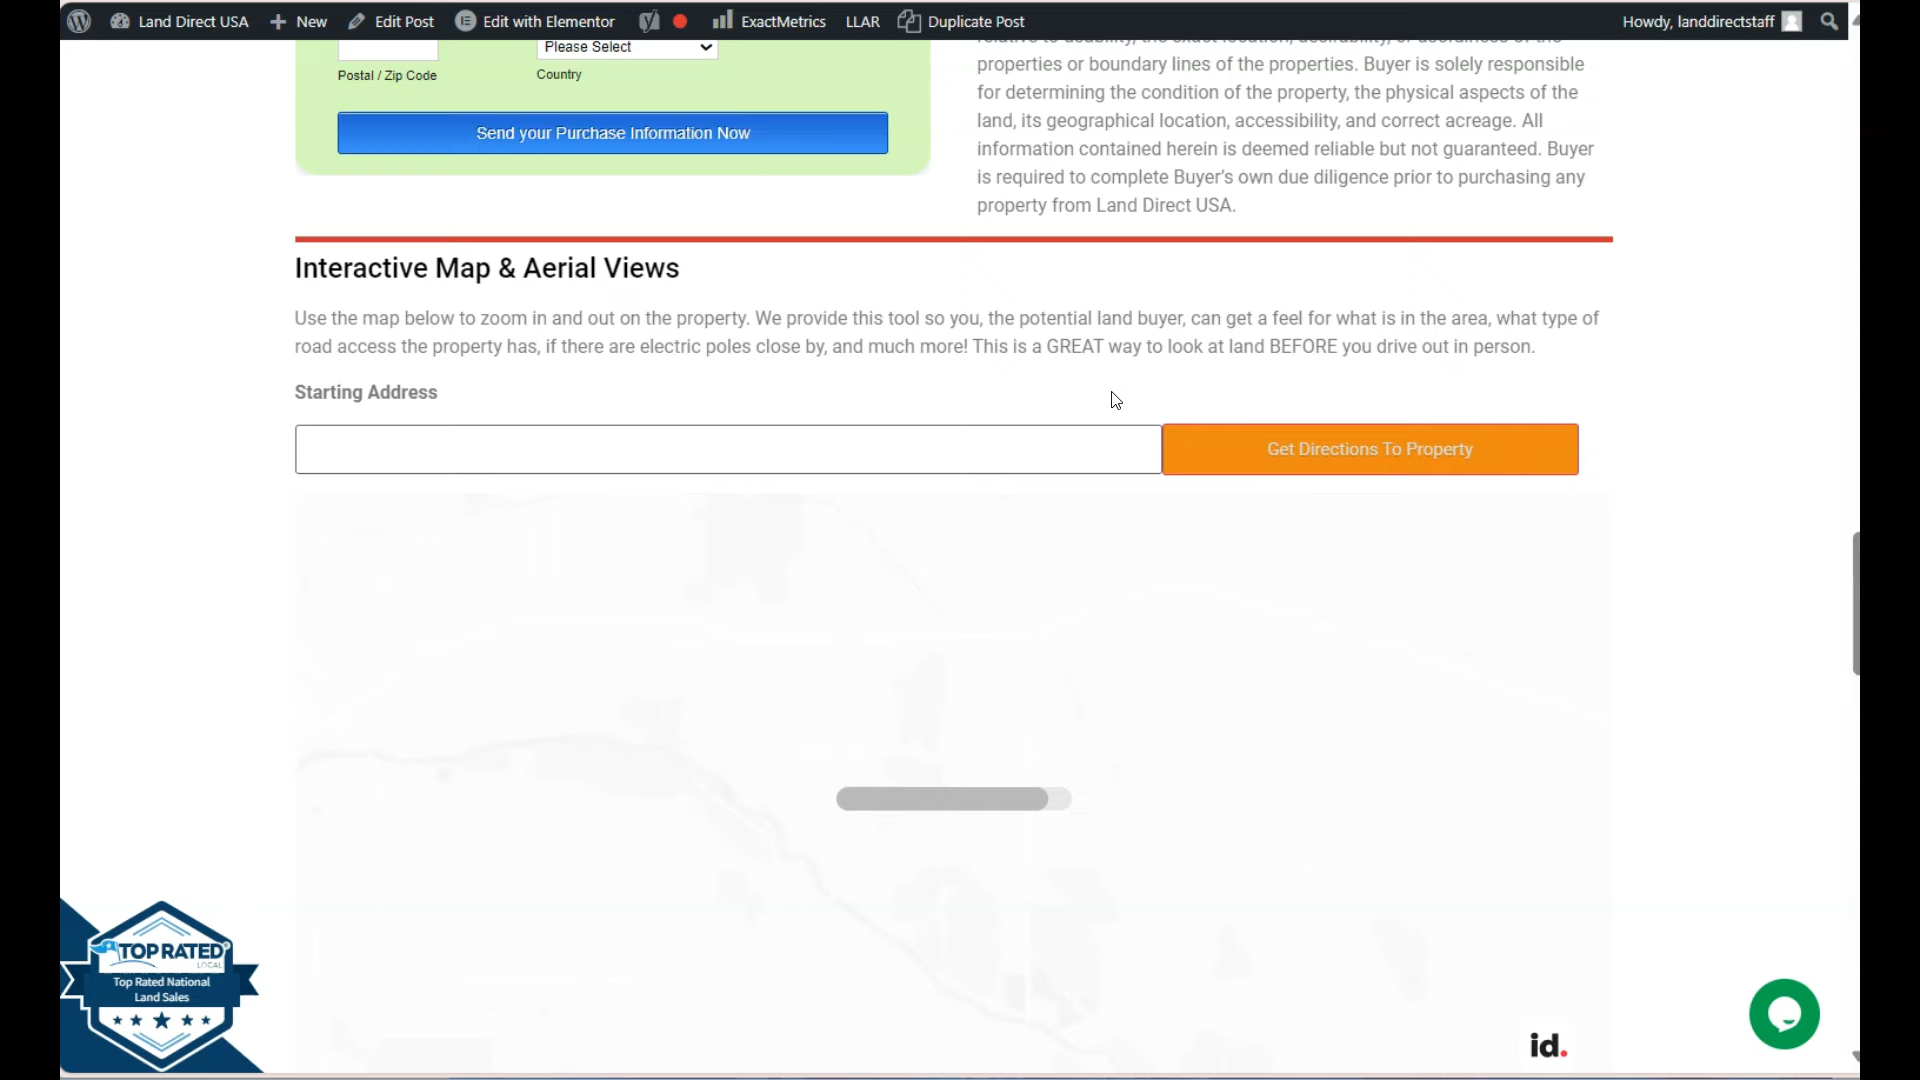 Land Direct USA New Edit Post Edit with Elementor ExactMetrics LLAR Duplicate Post Howdy, landdirectstaff
Please Select
Postal / Zip Code
Country
Send your Purchase Information Now
properties or boundary lines of the properties. Buyer is solely responsible
for determining the condition of the property, the physical aspects of the
land, its geographical location, accessibility, and correct acreage. All
information contained herein is deemed reliable but not guaranteed. Buyer
is required to complete Buyer's own due diligence prior to purchasing any
property from Land Direct USA.
Interactive Map & Aerial Views
Use the map below to zoom in and out on the property. We provide this tool so you, the potential land buyer, can get a feel for what is in the area, what type of
road access the property has, if there are electric poles close by, and much more! This is a GREAT way to look at land BEFORE you drive out in person.
Starting Address
Get Directions To Property
TOP RATED
LOCAL
Top Rated National
Land Sales
id.